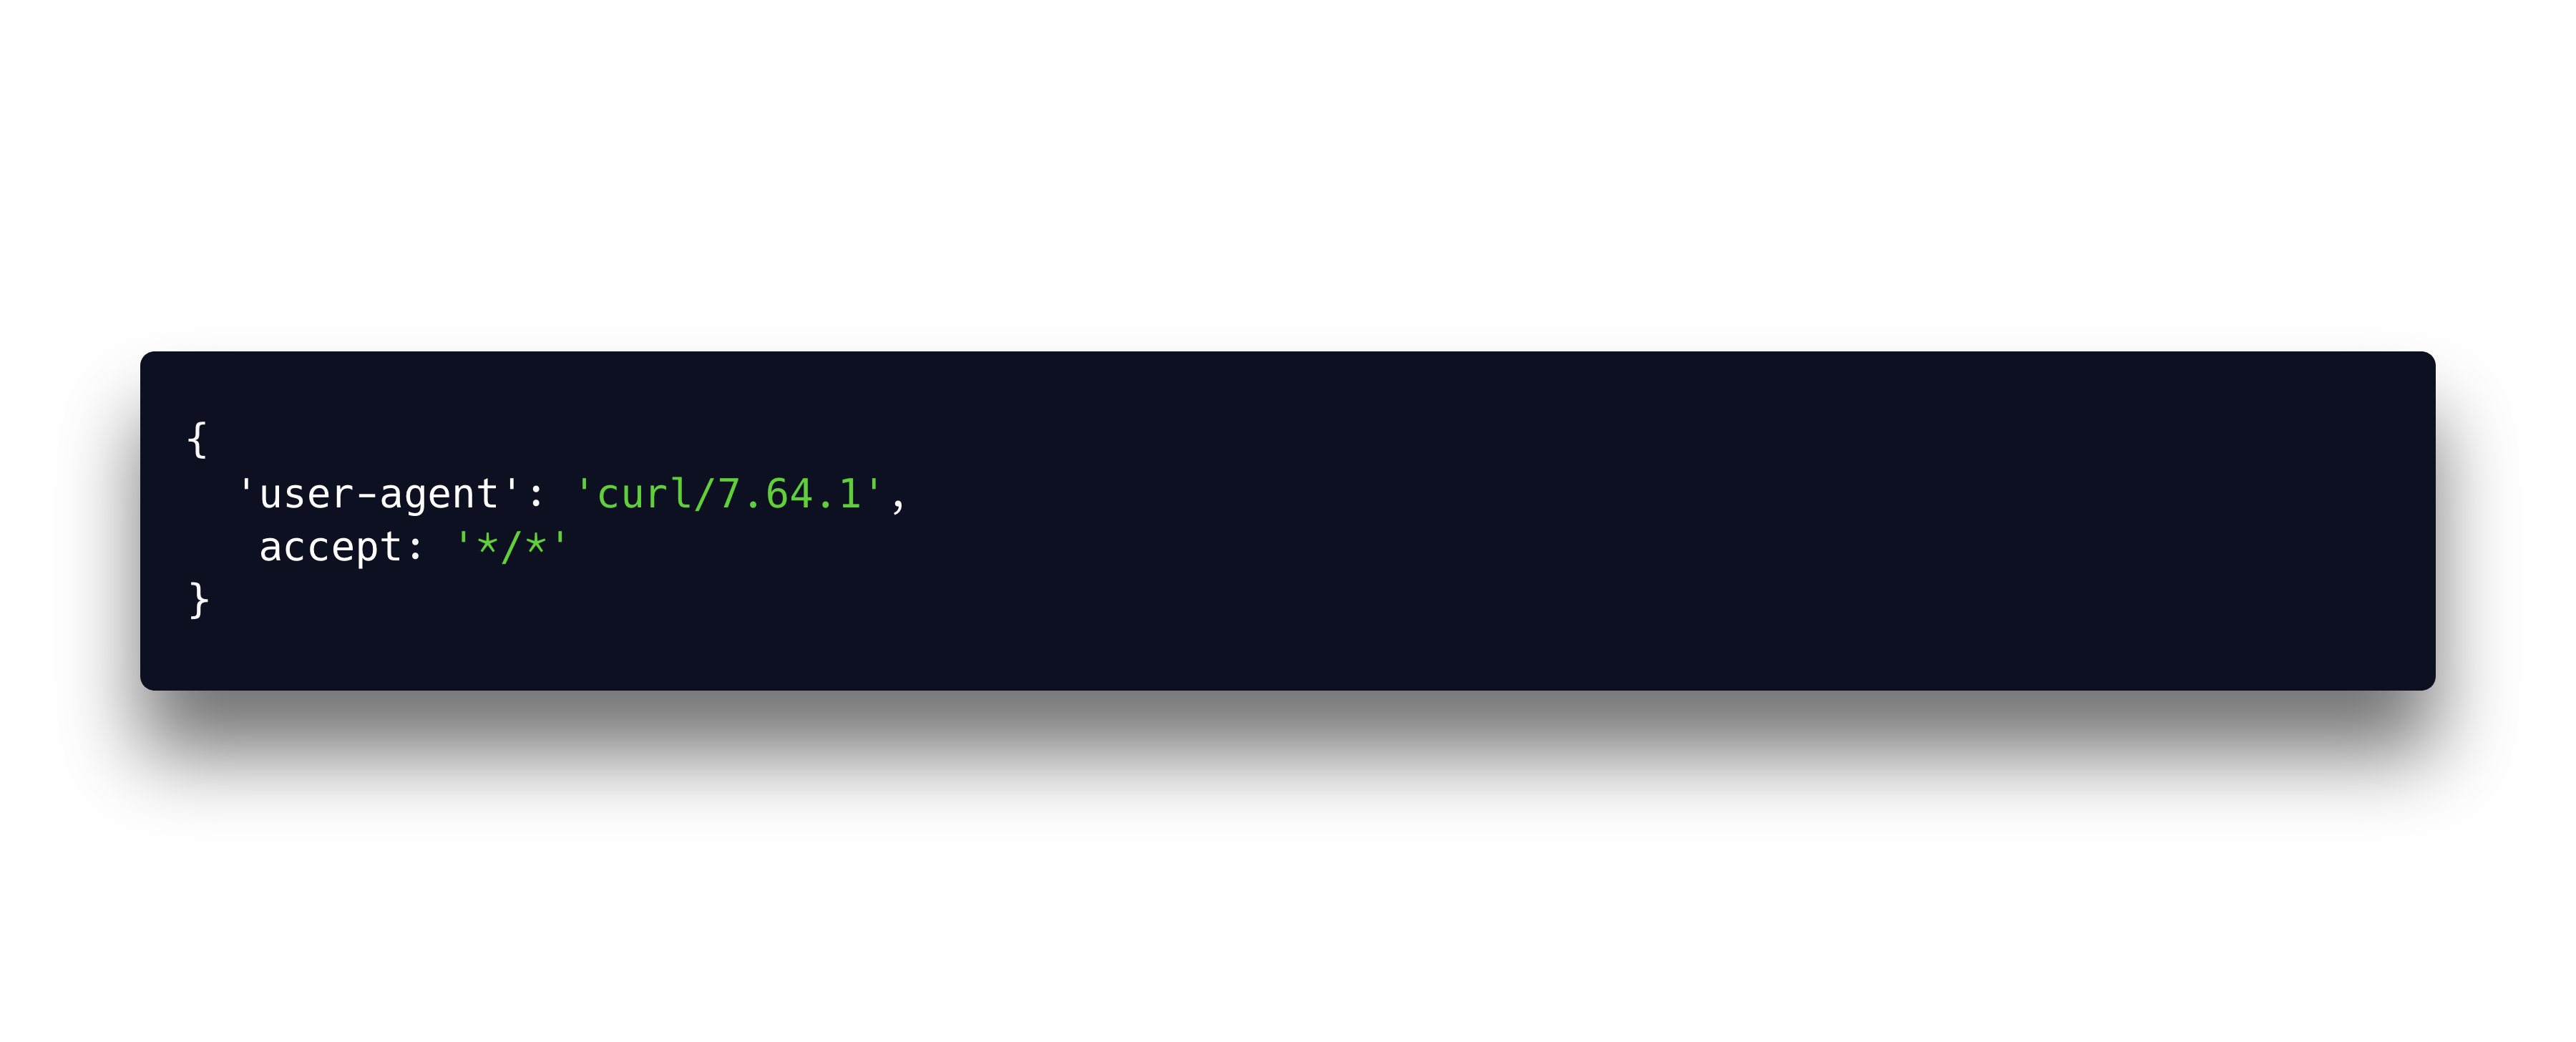 {
  'user-agent': 'curl/7.64.1',
   accept: '*/*'
}